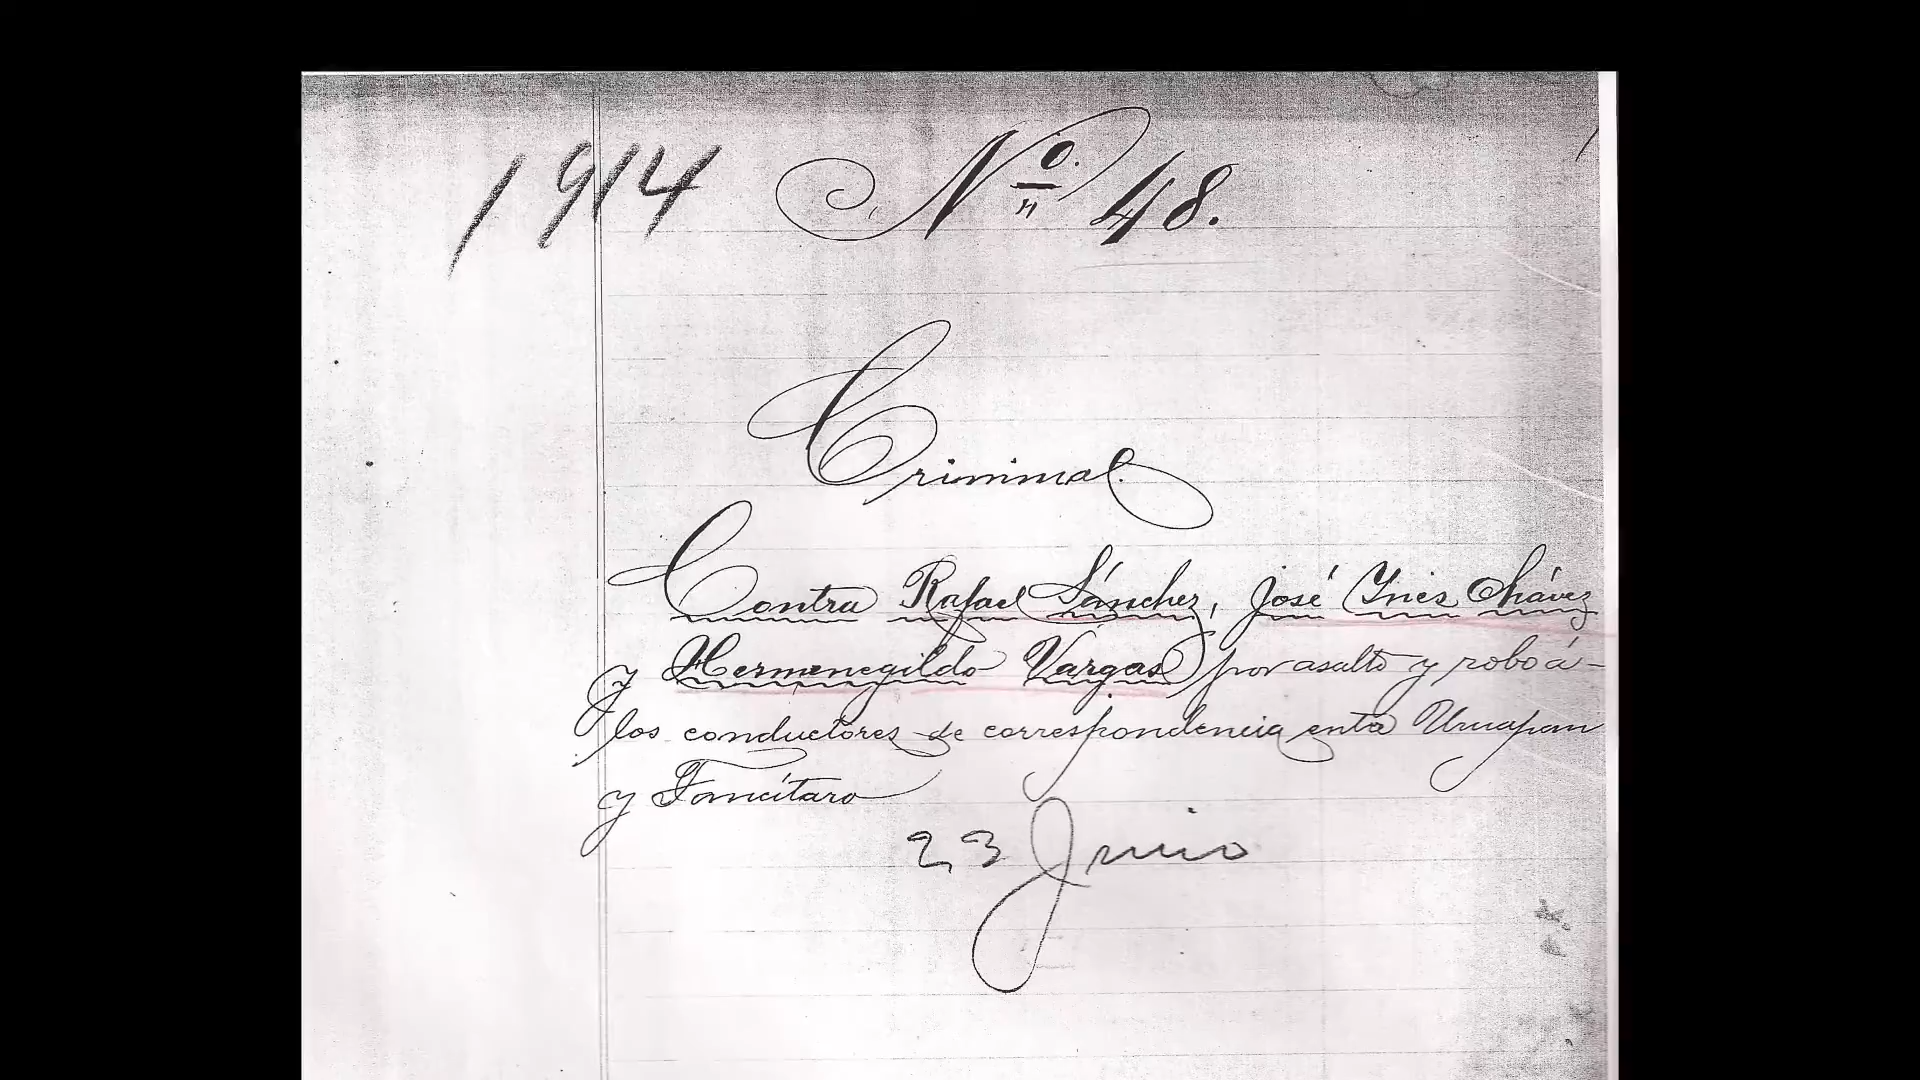 1914 Nº 48.
Criminal.
Contra Rafael Sánchez, José Ynés Chávez
y Hermenegildo Vargas por asalto y robo á
los conductores de correspondencia entre Uruapan
y Tancítaro
23 Junio